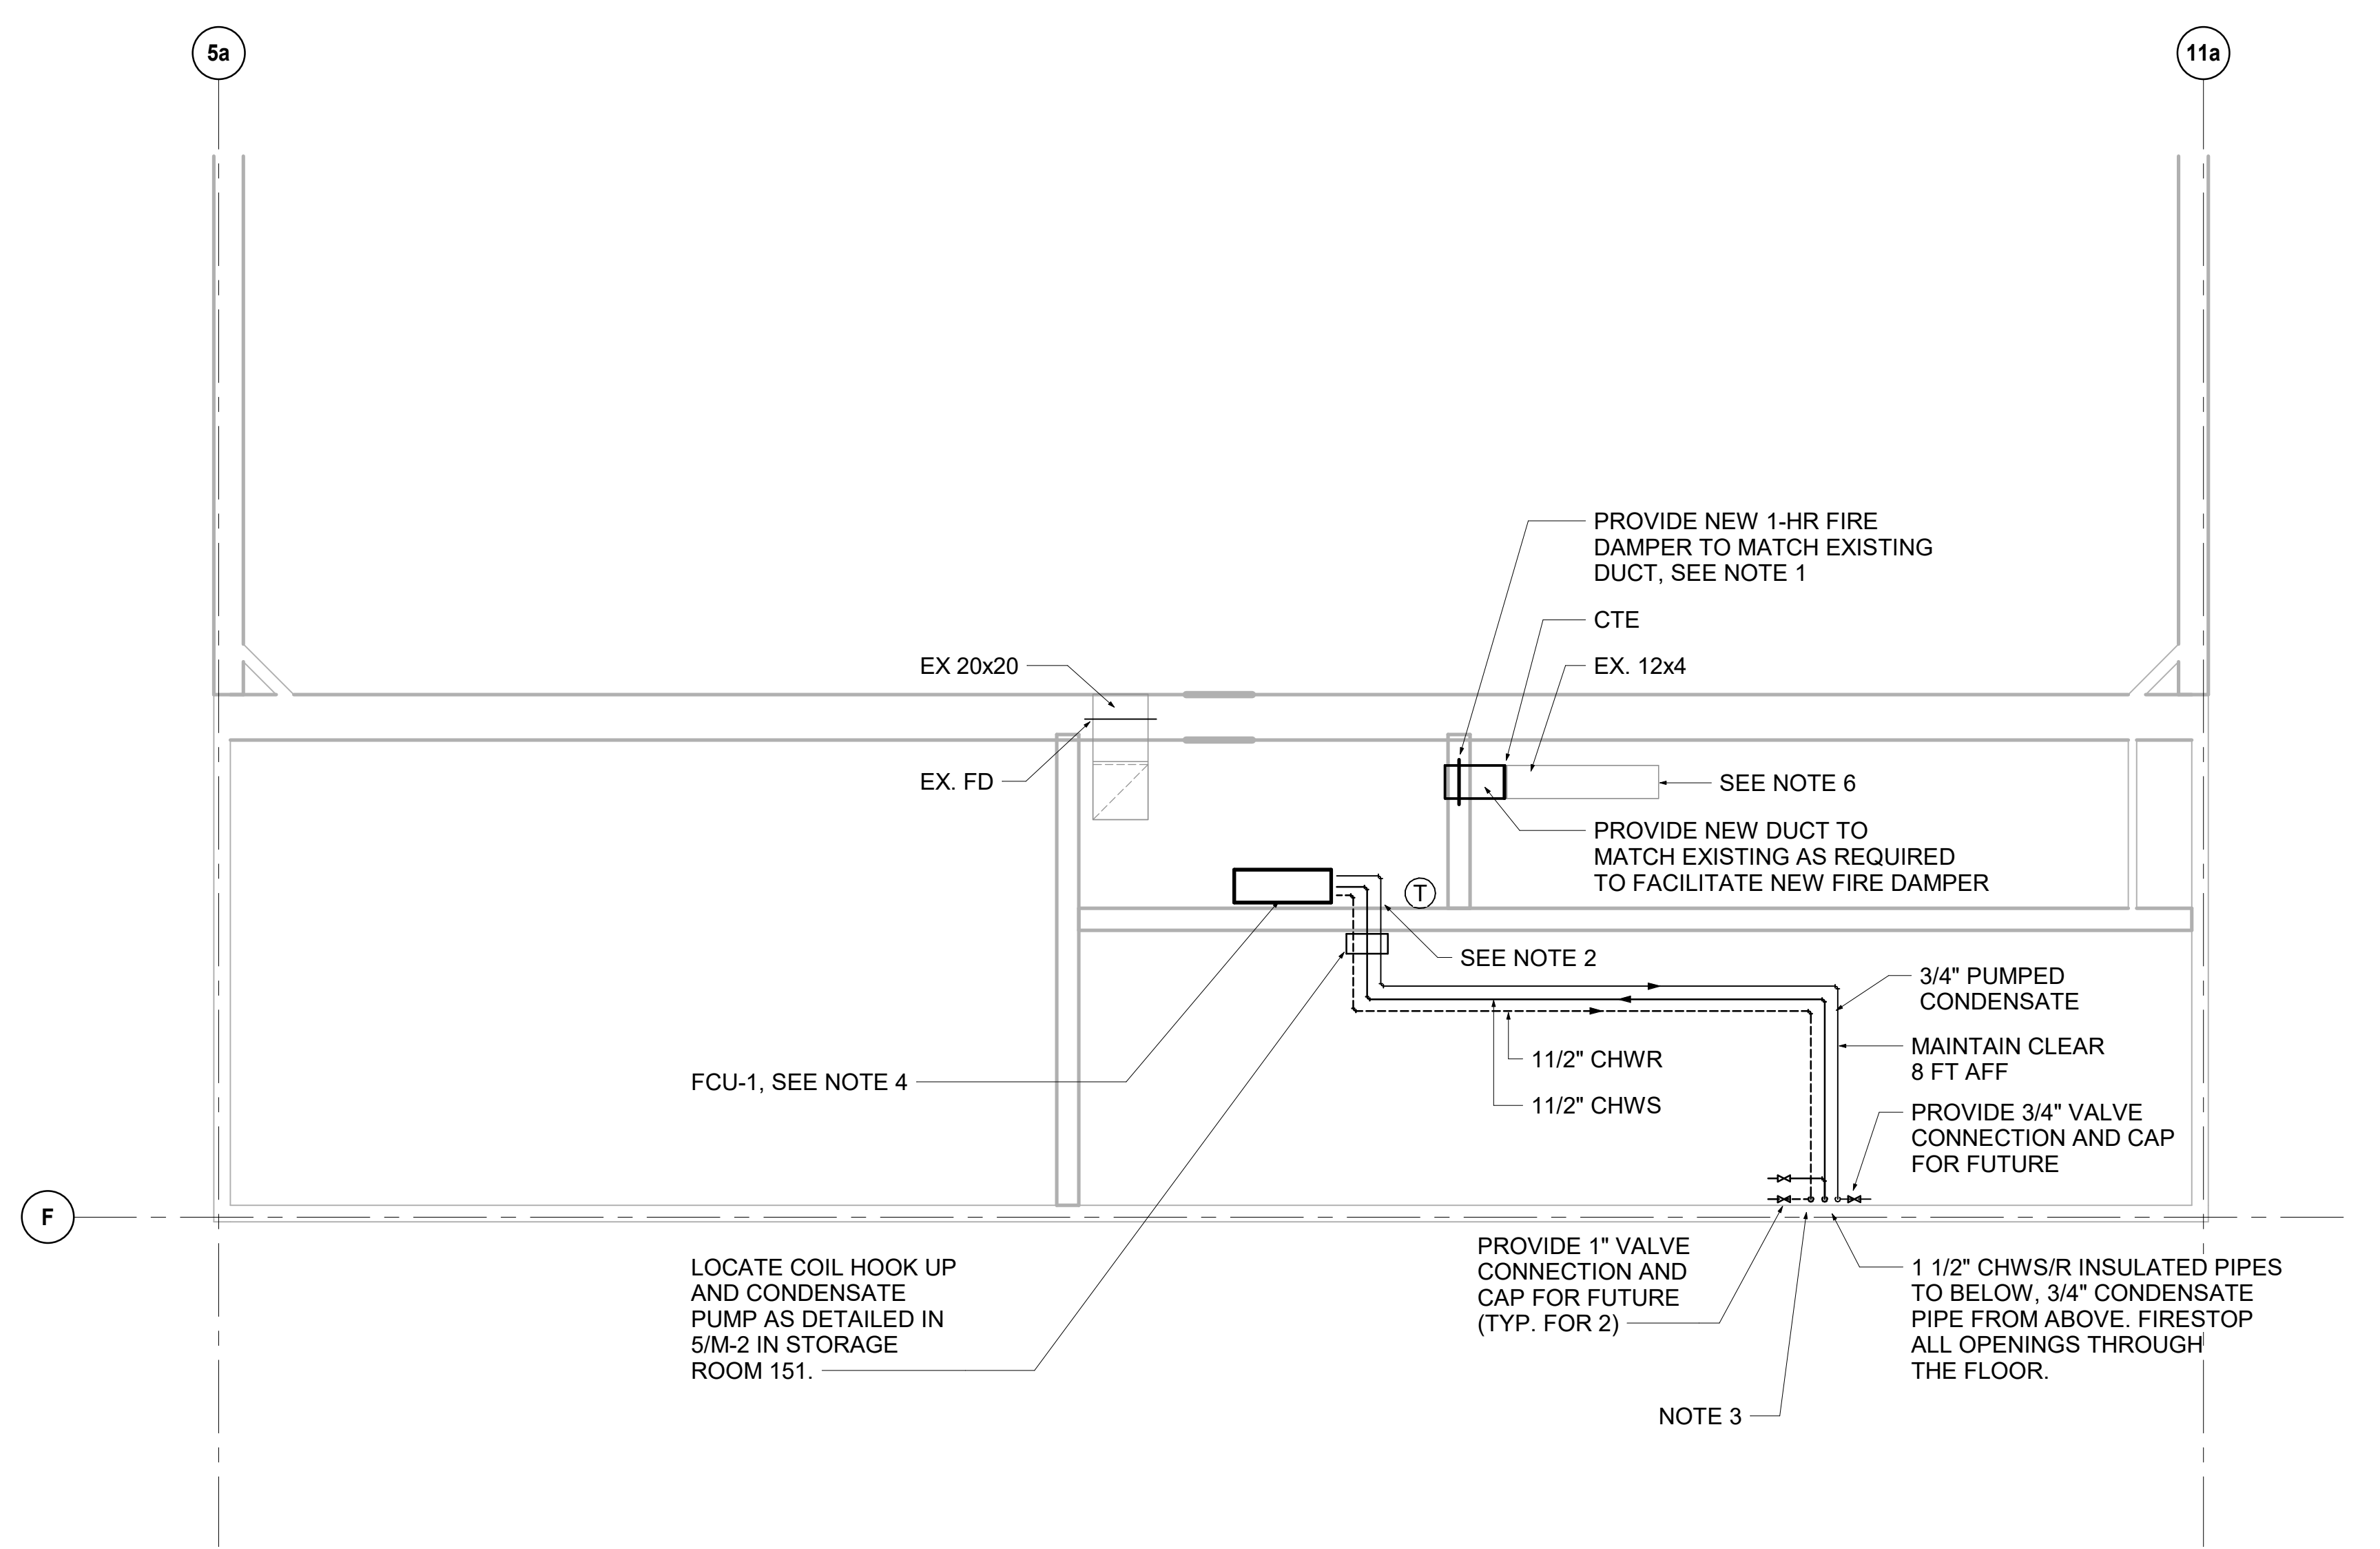 5a
11a
PROVIDE NEW 1-HR FIRE
DAMPER TO MATCH EXISTING
DUCT, SEE NOTE 1
CTE
EX 20x20
EX. 12x4
EX. FD
SEE NOTE 6
PROVIDE NEW DUCT TO
MATCH EXISTING AS REQUIRED
TO FACILITATE NEW FIRE DAMPER
T
SEE NOTE 2
3/4" PUMPED
CONDENSATE
MAINTAIN CLEAR
8 FT AFF
11/2" CHWR
FCU-1, SEE NOTE 4
11/2" CHWS
PROVIDE 3/4" VALVE
CONNECTION AND CAP
FOR FUTURE
F
LOCATE COIL HOOK UP
AND CONDENSATE
PUMP AS DETAILED IN
5/M-2 IN STORAGE
ROOM 151.
PROVIDE 1" VALVE
CONNECTION AND
CAP FOR FUTURE
(TYP. FOR 2)
1 1/2" CHWS/R INSULATED PIPES
TO BELOW, 3/4" CONDENSATE
PIPE FROM ABOVE. FIRESTOP
ALL OPENINGS THROUGH
THE FLOOR.
NOTE 3